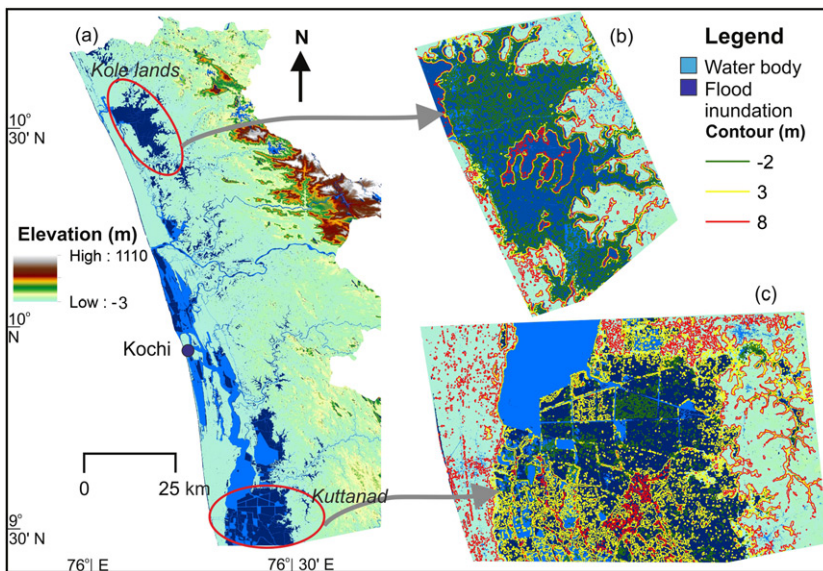 (a)
N
Kole lands
10°
30' N
Elevation (m)
High : 1110
Low : -3
10°
N
Kochi
0 25 km
Kuttanad
9°
30' N
76° E
76° 30' E
(b)
Legend
Water body
Flood
inundation
Contour (m)
-2
3
8
(c)